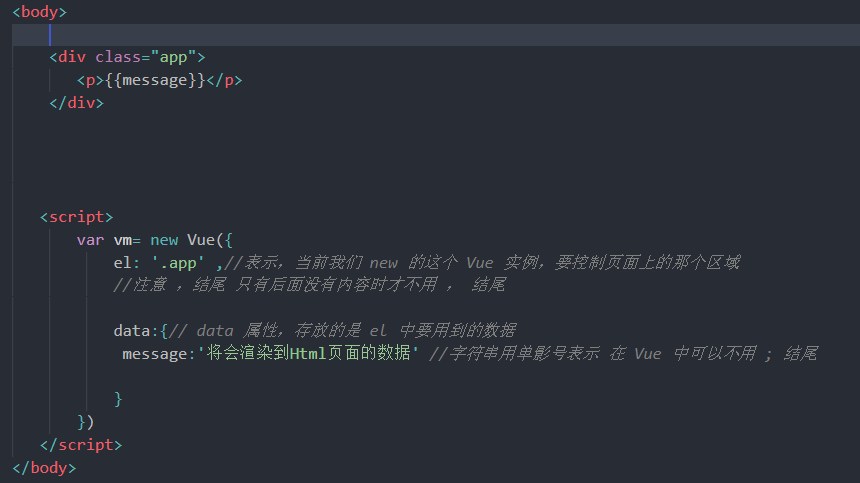 <body>
<div class="app">
<p>{{message}}</p>
</div>
<script>
var vm= new Vue({
el: '.app' ,//表示，当前我们 new 的这个 Vue 实例，要控制页面上的那个区域
//注意 ，结尾 只有后面没有内容时才不用 ， 结尾
data:{// data 属性，存放的是 el 中要用到的数据
message:'将会渲染到Html页面的数据' //字符串用单影号表示 在 Vue 中可以不用 ; 结尾
}
})
</script>
</body>